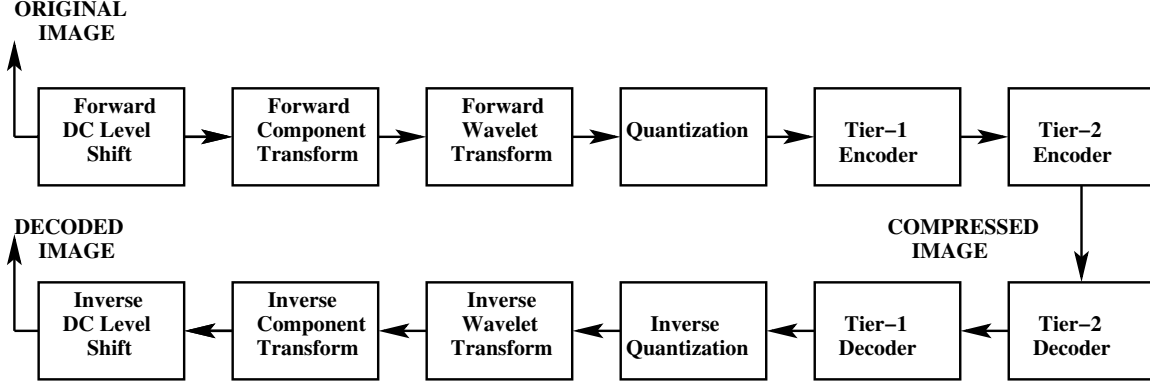 ORIGINAL
IMAGE
Forward
DC Level
Shift
Forward
Component
Transform
Forward
Wavelet
Transform
Quantization
Tier−1
Encoder
Tier−2
Encoder
DECODED
IMAGE
COMPRESSED
IMAGE
Inverse
DC Level
Shift
Inverse
Component
Transform
Inverse
Wavelet
Transform
Inverse
Quantization
Tier−1
Decoder
Tier−2
Decoder